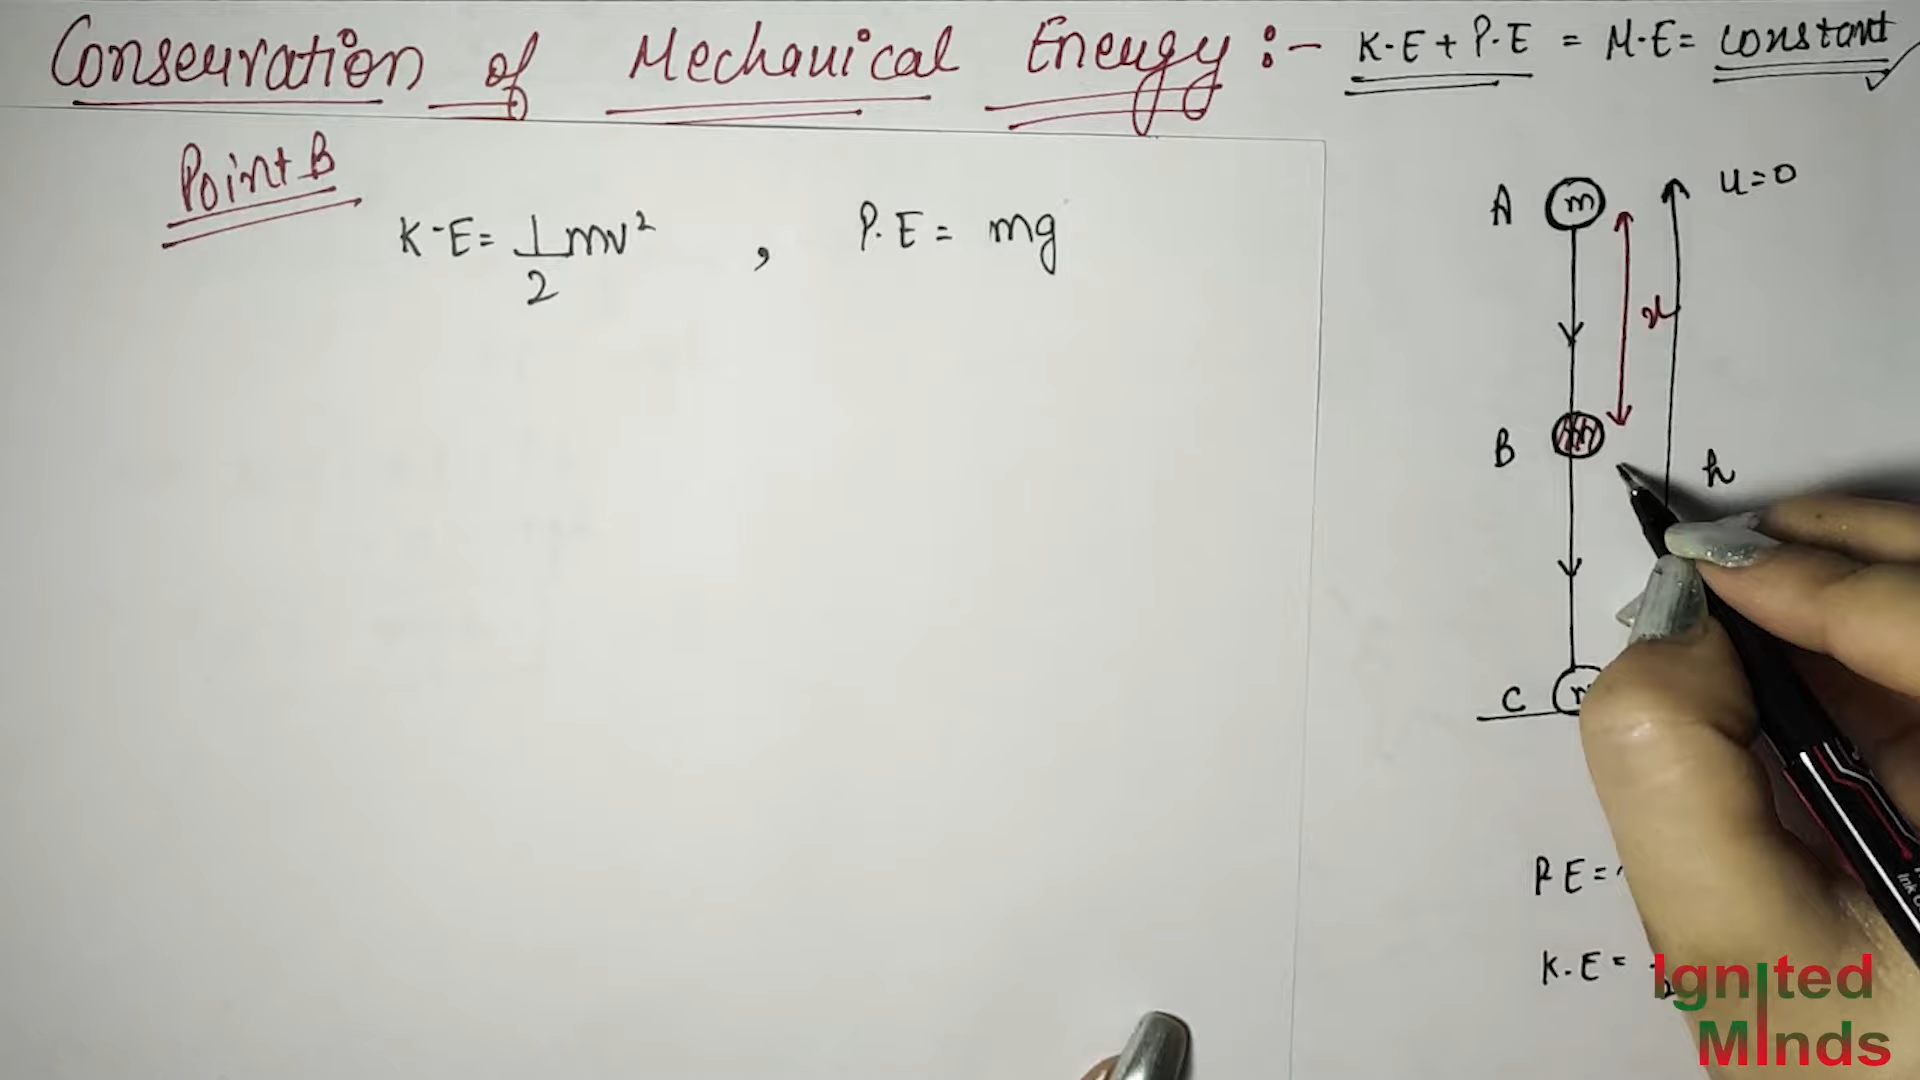 Conservation of Mechanical Energy :- K.E + P.E = M.E = constant
Point B
K-E = 1/2 mv² , P.E = mg
A m u=0
x
B m h
C
P.E =
K.E =
Ignited
Minds